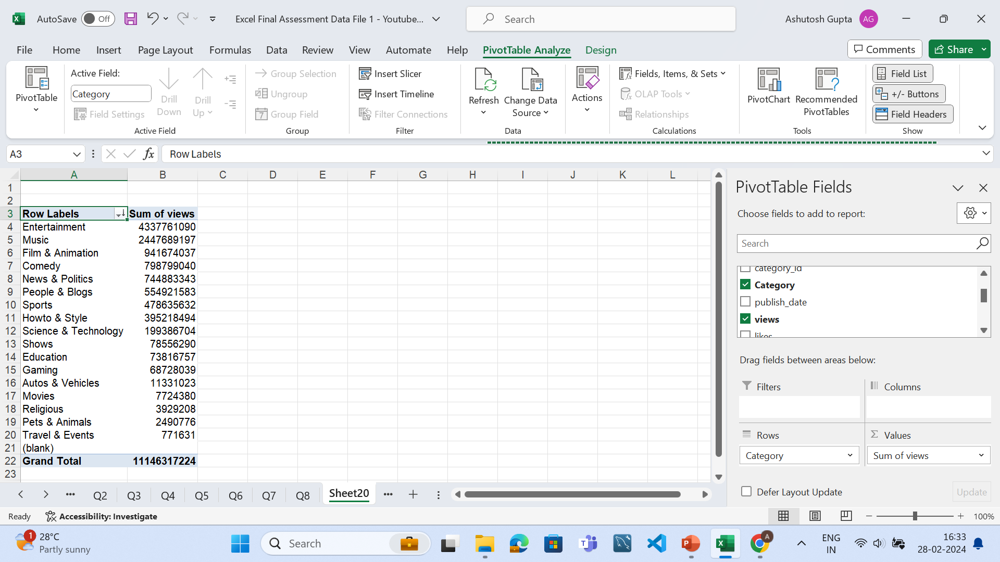 AutoSave Off Excel Final Assessment Data File 1 - Youtube... Search Ashutosh Gupta AG
File Home Insert Page Layout Formulas Data Review View Automate Help PivotTable Analyze Design Comments Share
PivotTable
Active Field:
Category
Field Settings
Drill Down
Drill Up
Active Field
Group Selection
Ungroup
7 Group Field
Group
Insert Slicer
Insert Timeline
Filter Connections
Filter
Refresh
Change Data Source
Data
Actions
Fields, Items, & Sets
OLAP Tools
Relationships
Calculations
PivotChart
Recommended PivotTables
Tools
Field List
+/- Buttons
Field Headers
Show
A3 fx Row Labels
A B C D E F G H I J K L
1
2
3 Row Labels Sum of views
4 Entertainment 4337761090
5 Music 2447689197
6 Film & Animation 941674037
7 Comedy 798799040
8 News & Politics 744883343
9 People & Blogs 554921583
10 Sports 478635632
11 Howto & Style 395218494
12 Science & Technology 199386704
13 Shows 78556290
14 Education 73816757
15 Gaming 68728039
16 Autos & Vehicles 11331023
17 Movies 7724380
18 Religious 3929208
19 Pets & Animals 2490776
20 Travel & Events 771631
21 (blank)
22 Grand Total 11146317224
23
PivotTable Fields
Choose fields to add to report:
Search
category_id
Category
publish_date
views
likes
Drag fields between areas below:
Filters
Columns
Rows
Σ Values
Category
Sum of views
Defer Layout Update Update
Q2 Q3 Q4 Q5 Q6 Q7 Q8 Sheet20
Ready Accessibility: Investigate 100%
1 28°C
Partly sunny
Search
A
ENG
IN
16:33
28-02-2024